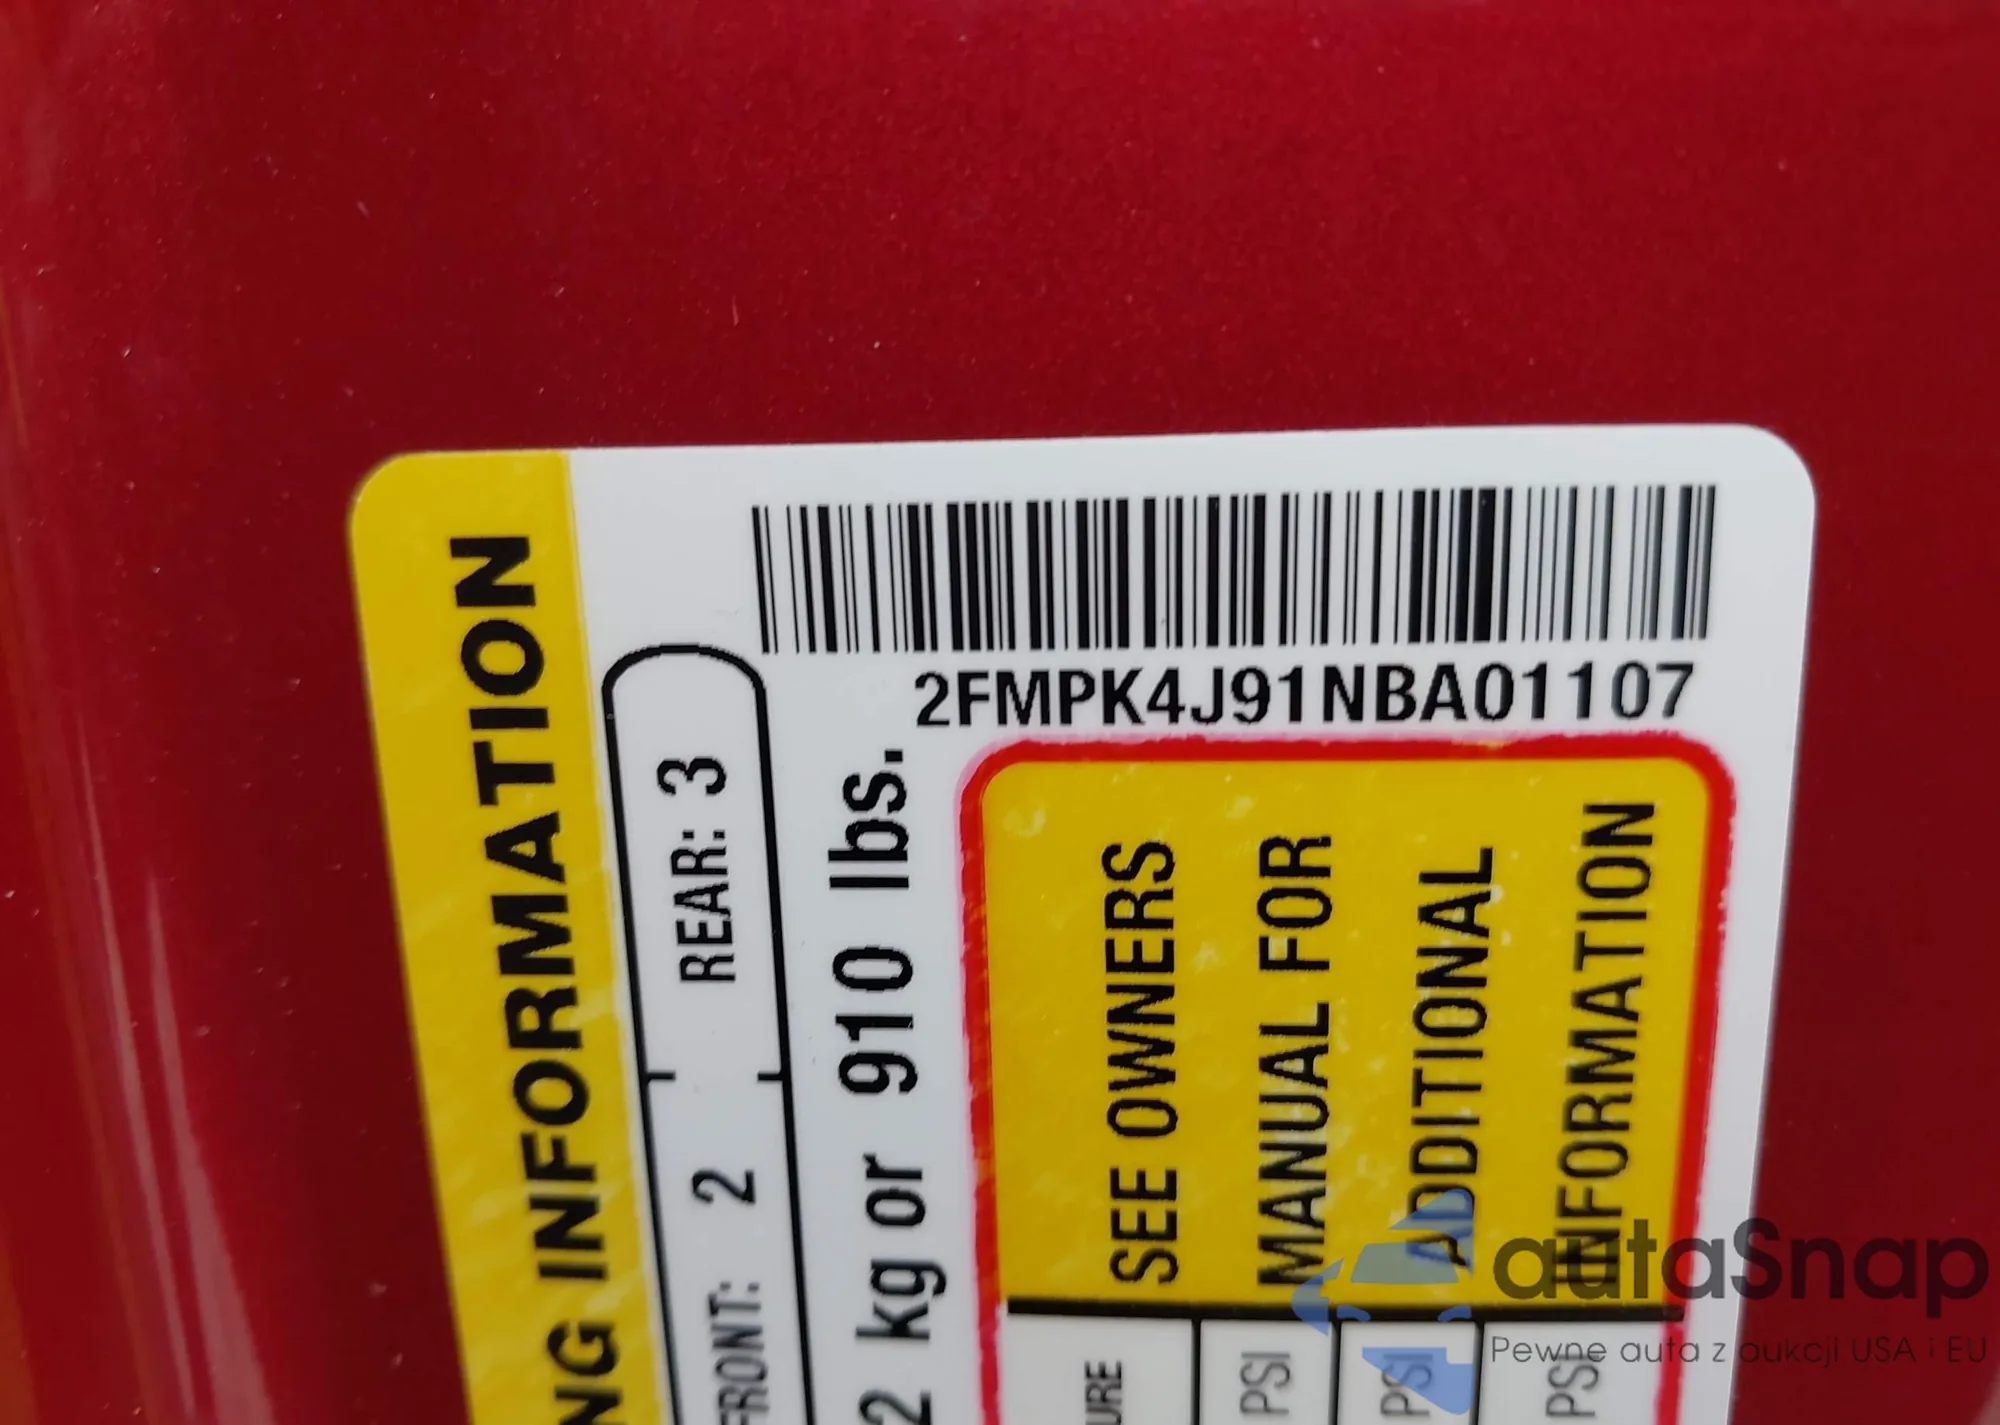 2FMPK4J91NBA01107
NG INFORMATION
FRONT: 2 REAR: 3
2 kg or 910 lbs.
SEE OWNERS
MANUAL FOR
ADDITIONAL
INFORMATION
URE
PSI
PSI
PSI
autaSnap
Pewne auta z aukcji USA i EU